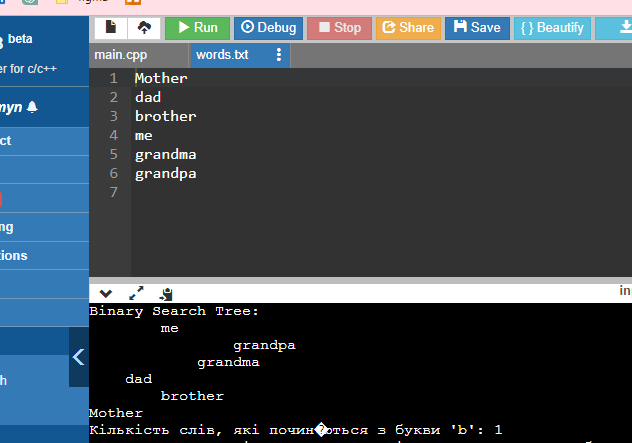 beta
er for c/c++
myn
ct
ng
tions
h
Run Debug Stop Share Save { } Beautify
main.cpp words.txt
1 Mother
2 dad
3 brother
4 me
5 grandma
6 grandpa
7
in
Binary Search Tree:
me
grandpa
grandma
dad
brother
Mother
Кількість слів, які почин�ються з букви 'b': 1